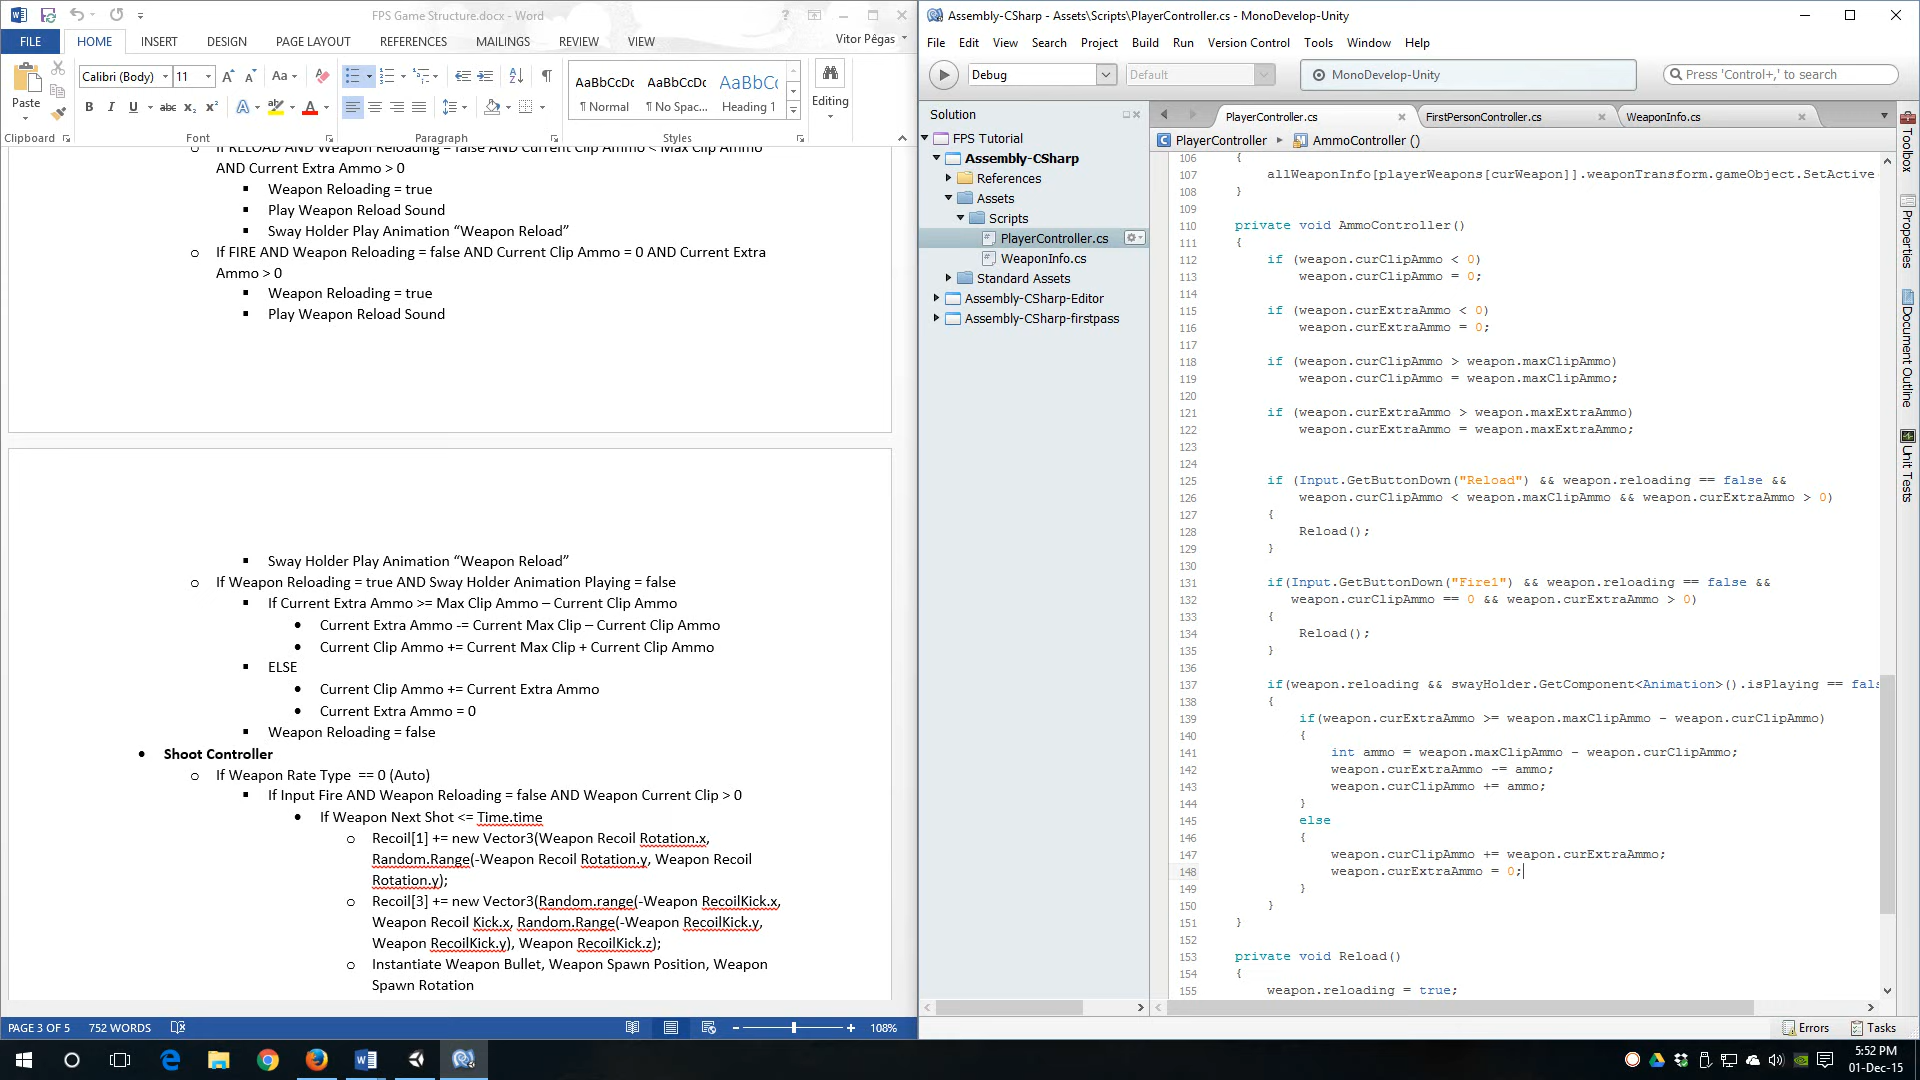 FPS Game Structure.docx - Word
FILE
HOME
INSERT
DESIGN
PAGE LAYOUT
REFERENCES
MAILINGS
REVIEW
VIEW
Vitor Pêgas
Paste
Calibri (Body)
11
AaBbCcDc
AaBbCcDc
AaBbC
¶ Normal
¶ No Spac...
Heading 1
Editing
Clipboard
Font
Paragraph
Styles
o If RELOAD AND Weapon Reloading = false AND Current Clip Ammo < Max Clip Ammo
AND Current Extra Ammo > 0
▪ Weapon Reloading = true
▪ Play Weapon Reload Sound
▪ Sway Holder Play Animation “Weapon Reload”
o If FIRE AND Weapon Reloading = false AND Current Clip Ammo = 0 AND Current Extra
Ammo > 0
▪ Weapon Reloading = true
▪ Play Weapon Reload Sound
▪ Sway Holder Play Animation “Weapon Reload”
o If Weapon Reloading = true AND Sway Holder Animation Playing = false
▪ If Current Extra Ammo >= Max Clip Ammo – Current Clip Ammo
• Current Extra Ammo -= Current Max Clip – Current Clip Ammo
• Current Clip Ammo += Current Max Clip + Current Clip Ammo
▪ ELSE
• Current Clip Ammo += Current Extra Ammo
• Current Extra Ammo = 0
▪ Weapon Reloading = false
• Shoot Controller
o If Weapon Rate Type == 0 (Auto)
▪ If Input Fire AND Weapon Reloading = false AND Weapon Current Clip > 0
• If Weapon Next Shot <= Time.time
o Recoil[1] += new Vector3(Weapon Recoil Rotation.x,
Random.Range(-Weapon Recoil Rotation.y, Weapon Recoil
Rotation.y);
o Recoil[3] += new Vector3(Random.range(-Weapon RecoilKick.x,
Weapon Recoil Kick.x, Random.Range(-Weapon RecoilKick.y,
Weapon RecoilKick.y), Weapon RecoilKick.z);
o Instantiate Weapon Bullet, Weapon Spawn Position, Weapon
Spawn Rotation
PAGE 3 OF 5
752 WORDS
108%
Assembly-CSharp - Assets\Scripts\PlayerController.cs - MonoDevelop-Unity
File Edit View Search Project Build Run Version Control Tools Window Help
Debug
Default
MonoDevelop-Unity
Press 'Control+,' to search
Solution
FPS Tutorial
Assembly-CSharp
References
Assets
Scripts
PlayerController.cs
WeaponInfo.cs
Standard Assets
Assembly-CSharp-Editor
Assembly-CSharp-firstpass
PlayerController.cs
FirstPersonController.cs
WeaponInfo.cs
PlayerController
AmmoController ()
106 {
107 allWeaponInfo[playerWeapons[curWeapon]].weaponTransform.gameObject.SetActive
108 }
109
110 private void AmmoController()
111 {
112 if (weapon.curClipAmmo < 0)
113 weapon.curClipAmmo = 0;
114
115 if (weapon.curExtraAmmo < 0)
116 weapon.curExtraAmmo = 0;
117
118 if (weapon.curClipAmmo > weapon.maxClipAmmo)
119 weapon.curClipAmmo = weapon.maxClipAmmo;
120
121 if (weapon.curExtraAmmo > weapon.maxExtraAmmo)
122 weapon.curExtraAmmo = weapon.maxExtraAmmo;
123
124
125 if (Input.GetButtonDown("Reload") && weapon.reloading == false &&
126 weapon.curClipAmmo < weapon.maxClipAmmo && weapon.curExtraAmmo > 0)
127 {
128 Reload();
129 }
130
131 if(Input.GetButtonDown("Fire1") && weapon.reloading == false &&
132 weapon.curClipAmmo == 0 && weapon.curExtraAmmo > 0)
133 {
134 Reload();
135 }
136
137 if(weapon.reloading && swayHolder.GetComponent<Animation>().isPlaying == fals
138 {
139 if(weapon.curExtraAmmo >= weapon.maxClipAmmo - weapon.curClipAmmo)
140 {
141 int ammo = weapon.maxClipAmmo - weapon.curClipAmmo;
142 weapon.curExtraAmmo -= ammo;
143 weapon.curClipAmmo += ammo;
144 }
145 else
146 {
147 weapon.curClipAmmo += weapon.curExtraAmmo;
148 weapon.curExtraAmmo = 0;
149 }
150 }
151 }
152
153 private void Reload()
154 {
155 weapon.reloading = true;
Toolbox
Properties
Document Outline
Unit Tests
Errors
Tasks
5:52 PM
01-Dec-15